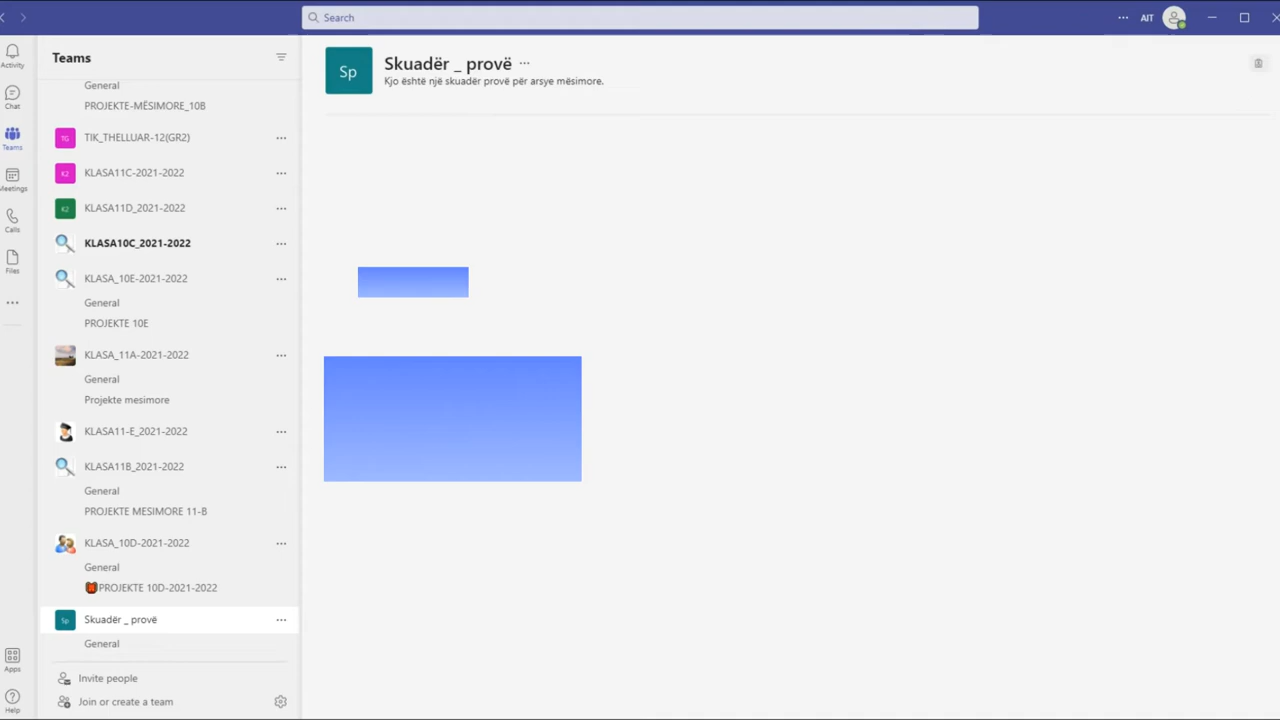 Search
AIT
Activity
Chat
Teams
Meetings
Calls
Files
Apps
Help
Teams
General
PROJEKTE-MËSIMORE_10B
TG
TIK_THELLUAR-12(GR2)
K2
KLASA11C-2021-2022
K2
KLASA11D_2021-2022
KLASA10C_2021-2022
KLASA_10E-2021-2022
General
PROJEKTE 10E
KLASA_11A-2021-2022
General
Projekte mesimore
KLASA11-E_2021-2022
KLASA11B_2021-2022
General
PROJEKTE MESIMORE 11-B
KLASA_10D-2021-2022
General
PROJEKTE 10D-2021-2022
Sp
Skuadër _ provë
General
Invite people
Join or create a team
Sp
Skuadër _ provë
Kjo është një skuadër provë për arsye mësimore.